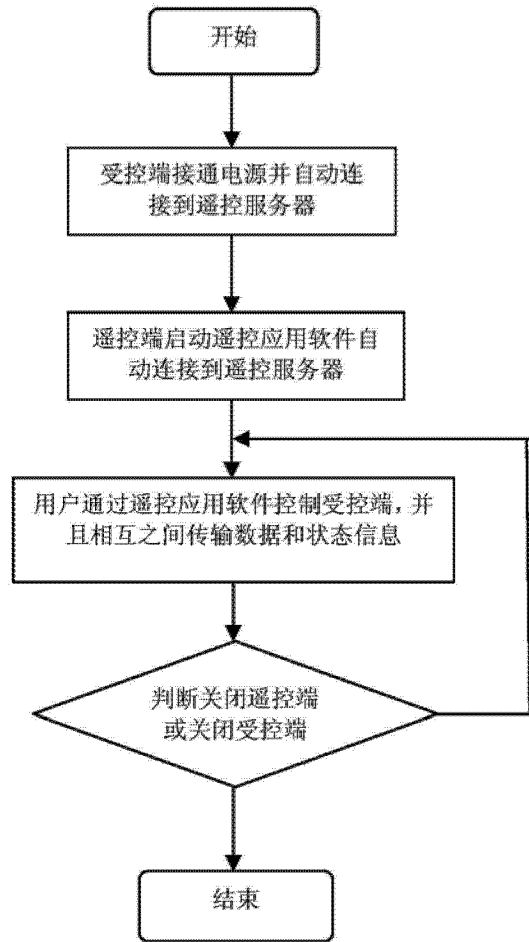 开始
受控端接通电源并自动连
接到遥控服务器
遥控端启动遥控应用软件自
动连接到遥控服务器
用户通过遥控应用软件控制受控端，并
且相互之间传输数据和状态信息
判断关闭遥控端
或关闭受控端
结束